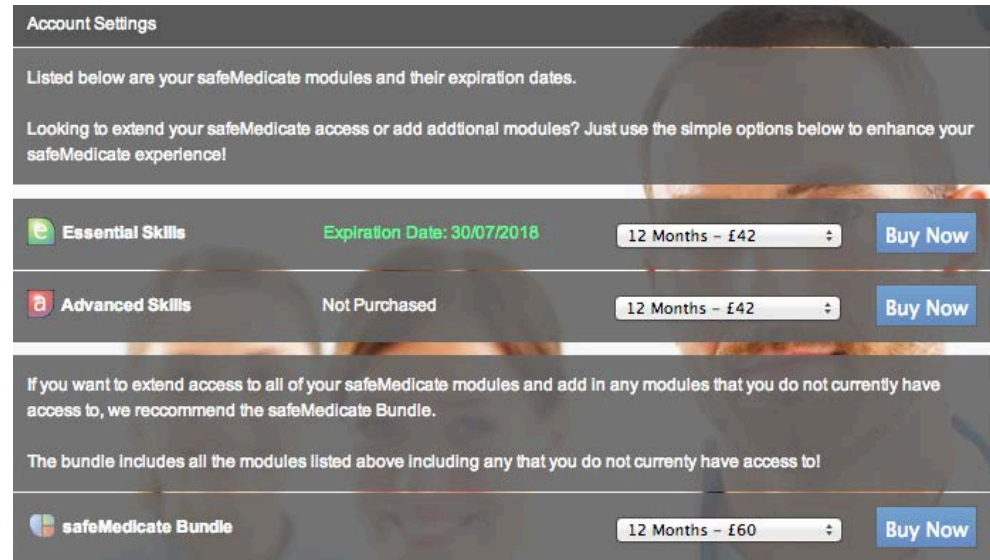 Account Settings
Listed below are your safeMedicate modules and their expiration dates.
Looking to extend your safeMedicate access or add addtional modules? Just use the simple options below to enhance your
safeMedicate experience!
e Essential Skills Expiration Date: 30/07/2018 12 Months – £42 Buy Now
a Advanced Skills Not Purchased 12 Months – £42 Buy Now
If you want to extend access to all of your safeMedicate modules and add in any modules that you do not currently have
access to, we reccommend the safeMedicate Bundle.
The bundle includes all the modules listed above including any that you do not currenty have access to!
safeMedicate Bundle 12 Months – £60 Buy Now